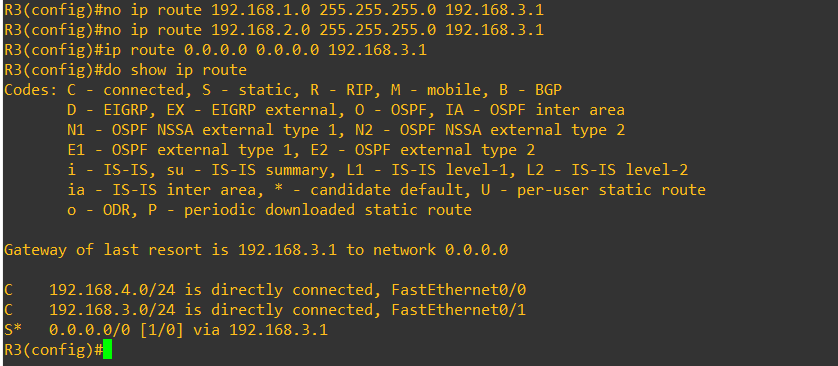 R3(config)#no ip route 192.168.1.0 255.255.255.0 192.168.3.1
R3(config)#no ip route 192.168.2.0 255.255.255.0 192.168.3.1
R3(config)#ip route 0.0.0.0 0.0.0.0 192.168.3.1
R3(config)#do show ip route
Codes: C - connected, S - static, R - RIP, M - mobile, B - BGP
       D - EIGRP, EX - EIGRP external, O - OSPF, IA - OSPF inter area
       N1 - OSPF NSSA external type 1, N2 - OSPF NSSA external type 2
       E1 - OSPF external type 1, E2 - OSPF external type 2
       i - IS-IS, su - IS-IS summary, L1 - IS-IS level-1, L2 - IS-IS level-2
       ia - IS-IS inter area, * - candidate default, U - per-user static route
       o - ODR, P - periodic downloaded static route

Gateway of last resort is 192.168.3.1 to network 0.0.0.0

C    192.168.4.0/24 is directly connected, FastEthernet0/0
C    192.168.3.0/24 is directly connected, FastEthernet0/1
S*   0.0.0.0/0 [1/0] via 192.168.3.1
R3(config)#